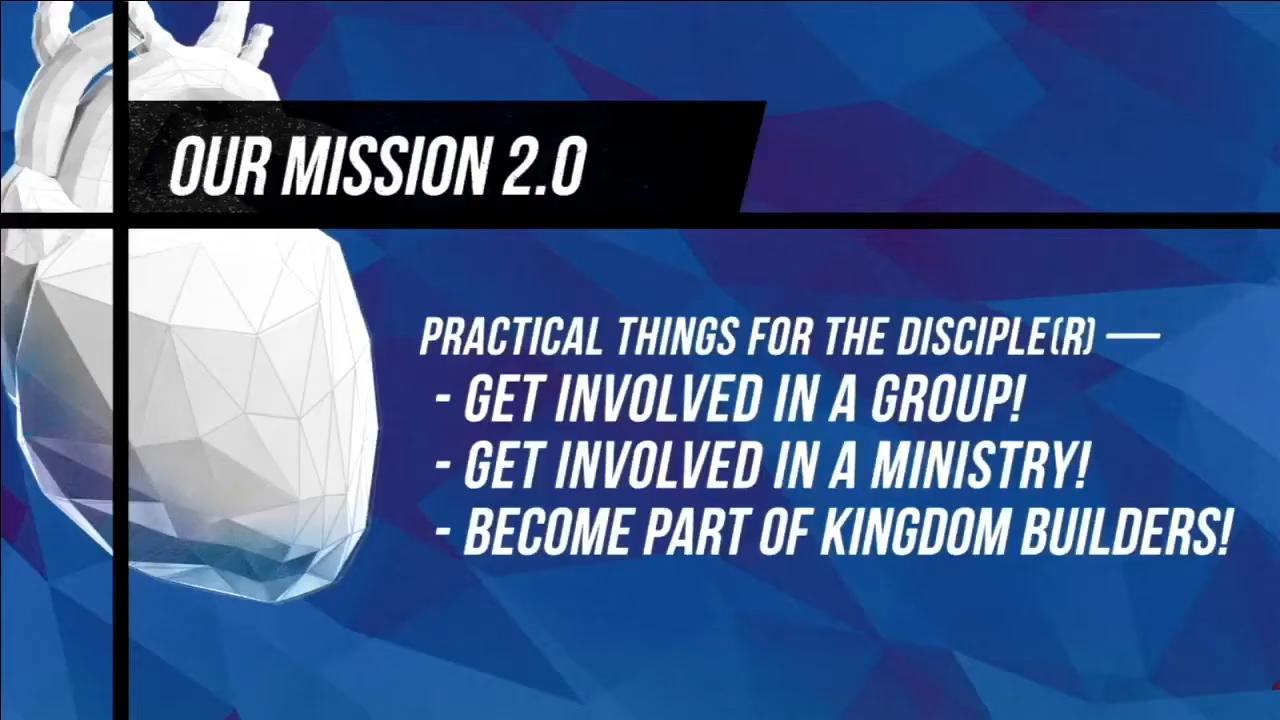 OUR MISSION 2.0
PRACTICAL THINGS FOR THE DISCIPLE(R) —
- GET INVOLVED IN A GROUP!
- GET INVOLVED IN A MINISTRY!
- BECOME PART OF KINGDOM BUILDERS!